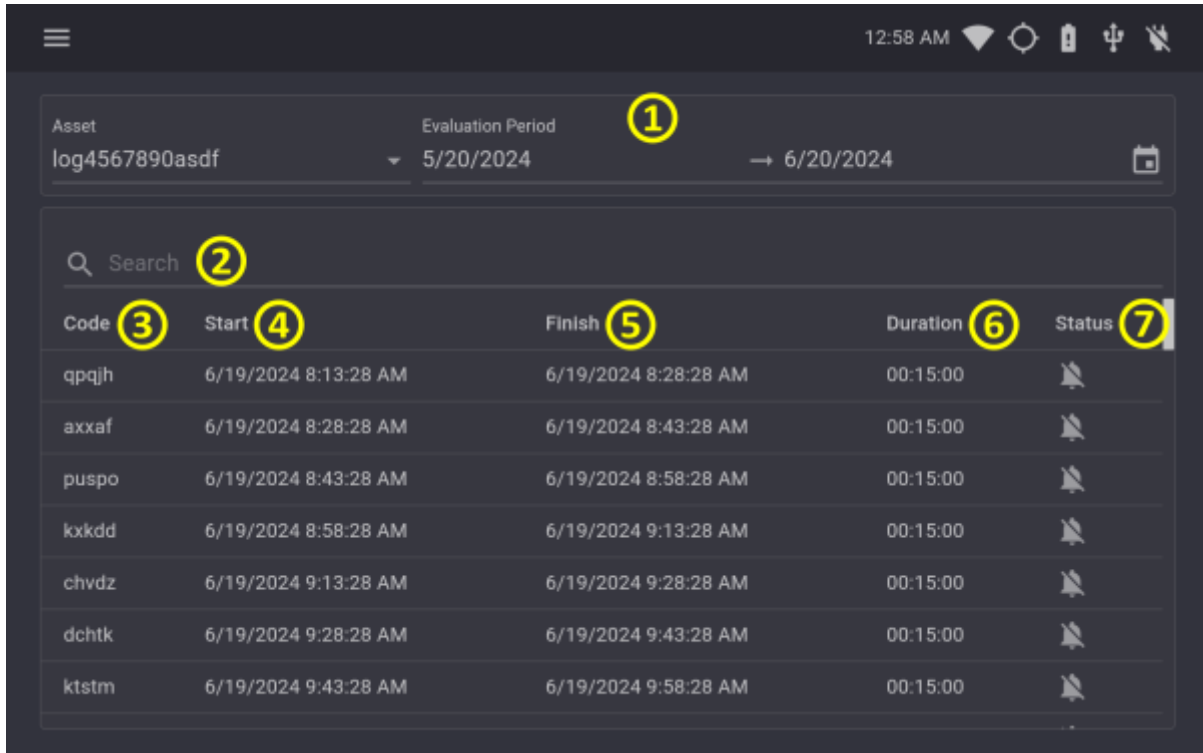 12:58 AM
1
Asset Evaluation Period
log4567890asdf 5/20/2024 → 6/20/2024
Search 2
Code 3 Start 4 Finish 5 Duration 6 Status 7
qpqjh 6/19/2024 8:13:28 AM 6/19/2024 8:28:28 AM 00:15:00
axxaf 6/19/2024 8:28:28 AM 6/19/2024 8:43:28 AM 00:15:00
puspo 6/19/2024 8:43:28 AM 6/19/2024 8:58:28 AM 00:15:00
kxkdd 6/19/2024 8:58:28 AM 6/19/2024 9:13:28 AM 00:15:00
chvdz 6/19/2024 9:13:28 AM 6/19/2024 9:28:28 AM 00:15:00
dchtk 6/19/2024 9:28:28 AM 6/19/2024 9:43:28 AM 00:15:00
ktstm 6/19/2024 9:43:28 AM 6/19/2024 9:58:28 AM 00:15:00